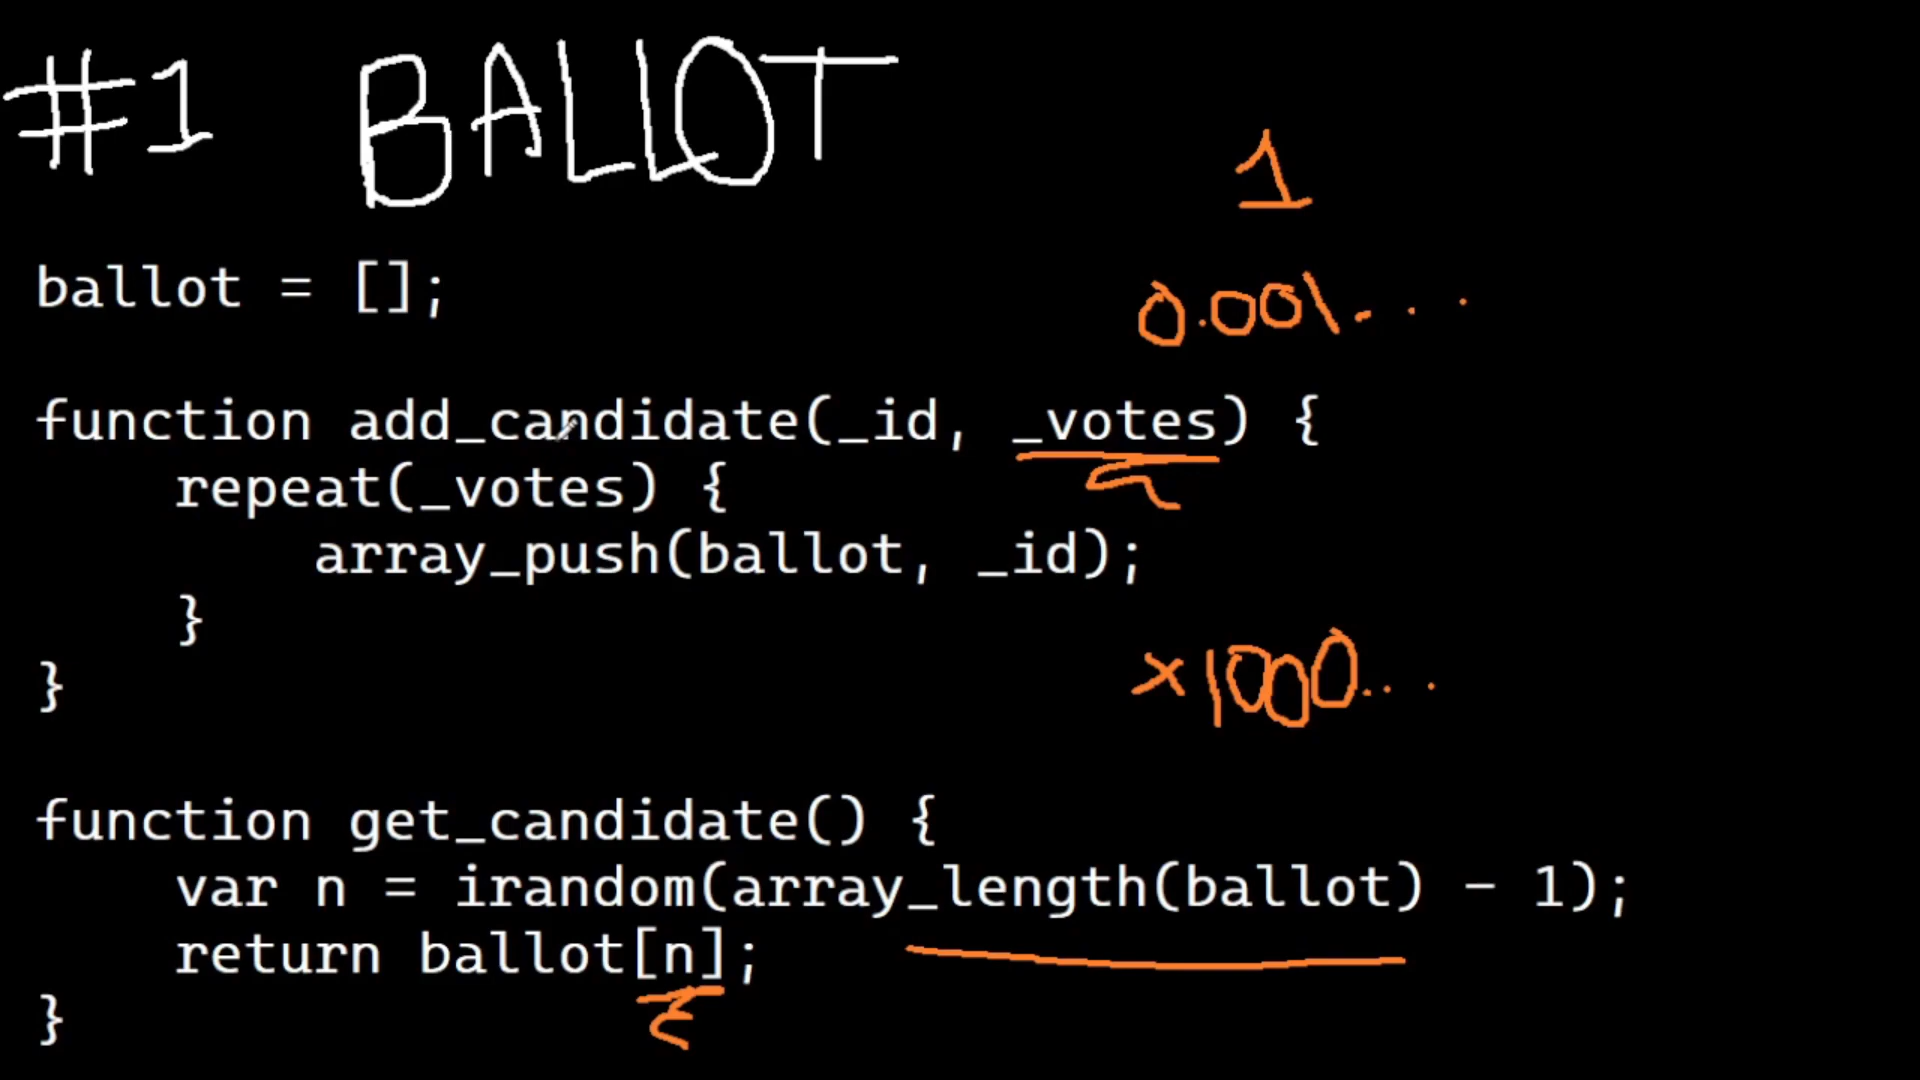 #1 BALLOT
1
ballot = [];
0.001...
function add_candidate(_id, _votes) {
repeat(_votes) {
array_push(ballot, _id);
}
}
x1000...
function get_candidate() {
var n = irandom(array_length(ballot) - 1);
return ballot[n];
}